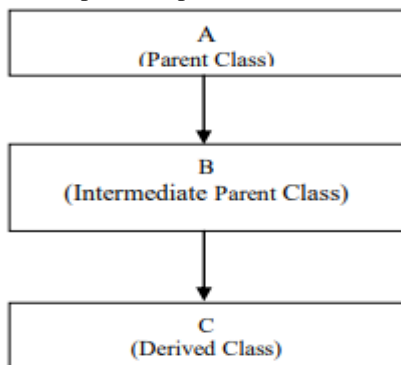 A
(Parent Class)
B
(Intermediate Parent Class)
C
(Derived Class)